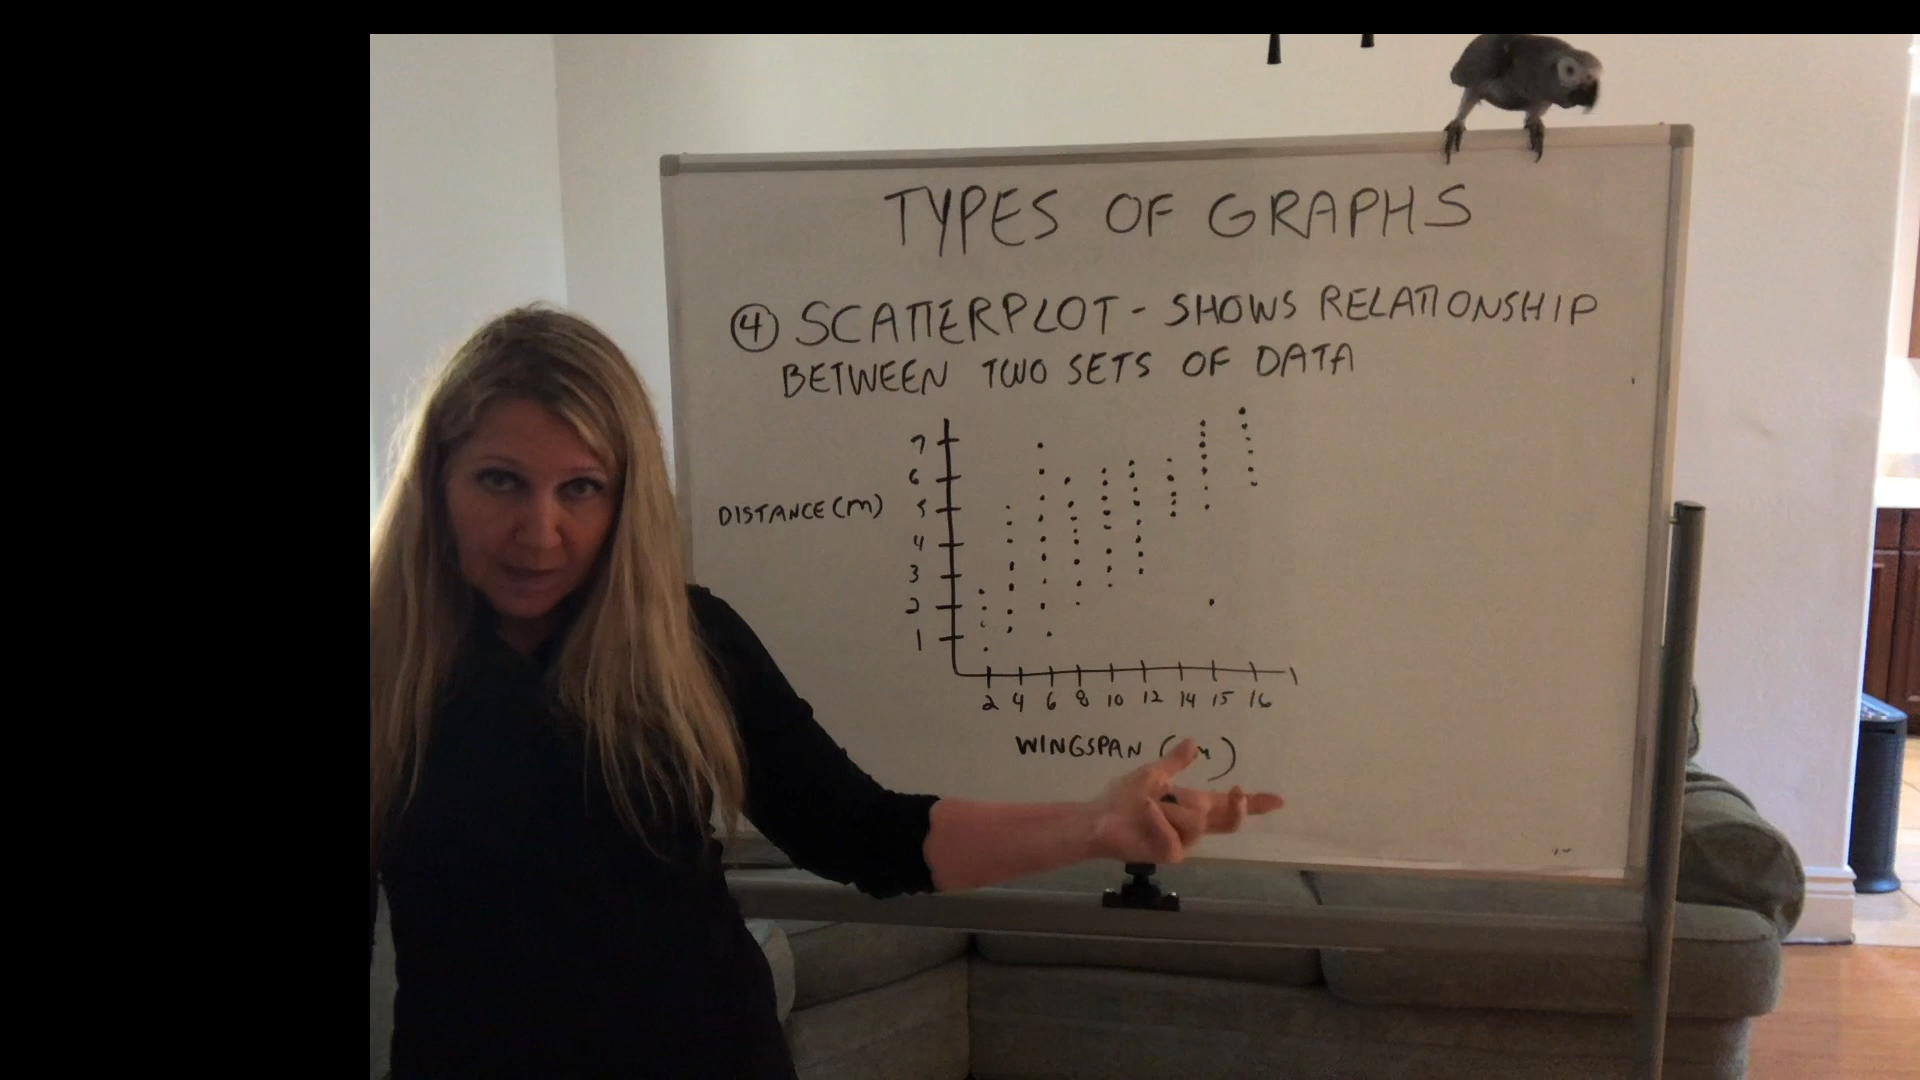 TYPES OF GRAPHS
④ SCATTERPLOT - SHOWS RELATIONSHIP
BETWEEN TWO SETS OF DATA
7
6
DISTANCE (m) 5
4
3
2
1
2 4 6 8 10 12 14 15 16
WINGSPAN